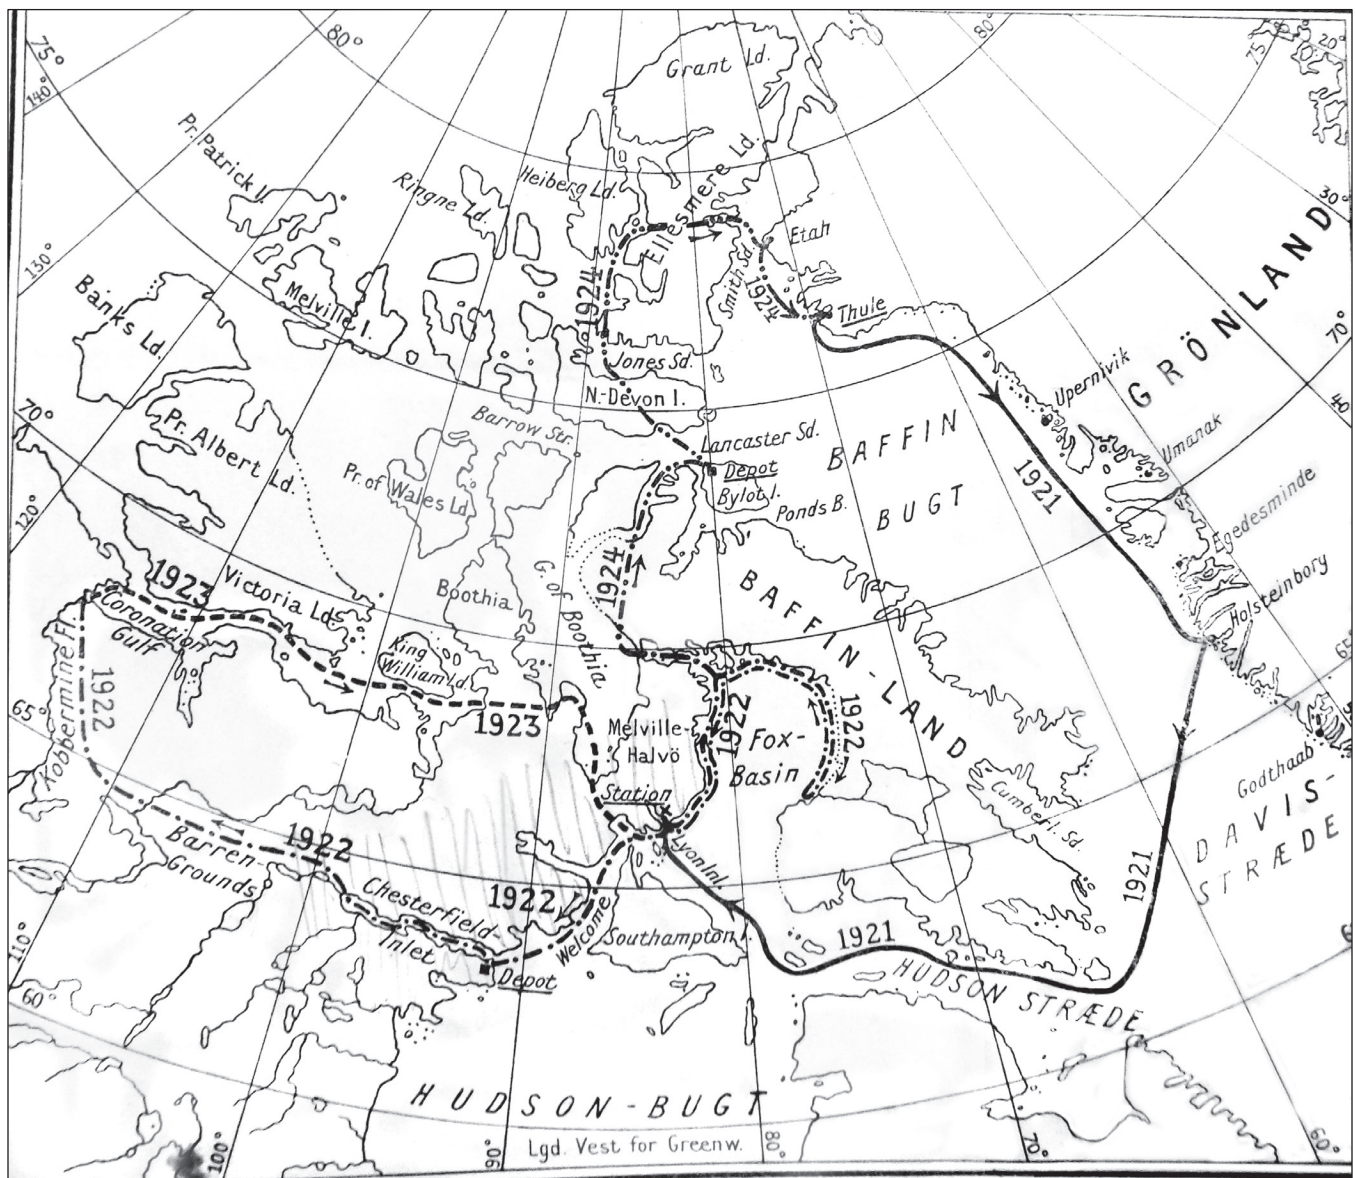 80°
80°
75°
75°
20°
140°
Grant Ld.
Pr. Patrick I.
Ringne Ld.
Heiberg Ld.
Ellesmere Ld.
30°
130°
Etah
Smith Sd.
1924
1924
Thule
GRÖNLAND
Banks Ld.
Melville I.
Jones Sd.
70°
N.-Devon I.
Upernivik
40°
70°
Pr. Albert Ld.
Barrow Str.
Lancaster Sd.
BAFFIN
BUGT
Umanak
Pr. of Wales Ld.
Depot
Bylot I.
Ponds B.
1921
Egedesminde
120°
1923
Victoria Ld.
G. of Boothia
1924
Boothia
BAFFIN-LAND
Holsteinborg
Coronation
Gulf
King
William Ld.
65°
Kobbermine Fl.
1922
1923
Melville-
Halvö
1922
Fox-
Basin
1922
65°
Godthaab
Station
Cumberl. Sd.
DAVIS-
STRÆDE
Barren-
Grounds
1922
Lyon Inl.
1921
Chesterfield-
Inlet
1922
Welcome
Southampton I.
1921
110°
Depot
HUDSON STRÆDE
60°
HUDSON-BUGT
100°
90°
Lgd. Vest for Greenw.
80°
70°
60°